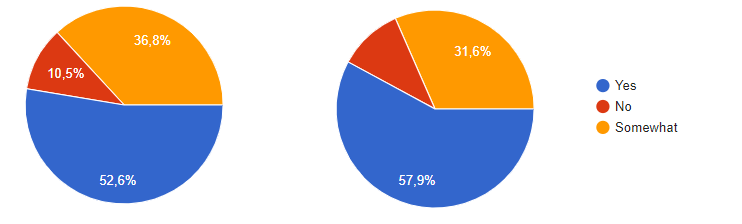 36,8%
10,5%
52,6%
31,6%
57,9%
Yes
No
Somewhat